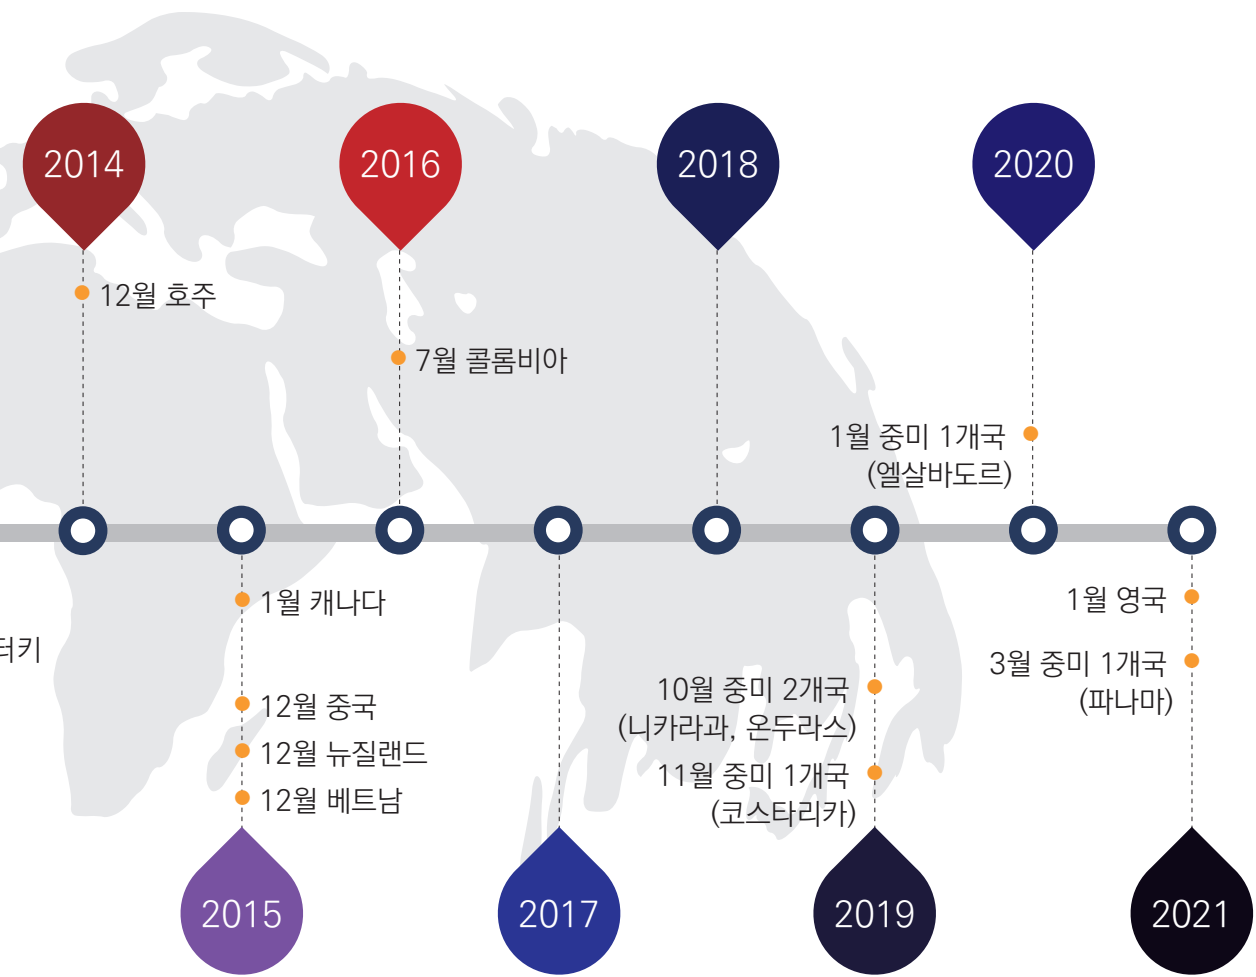 2014
2016
2018
2020
12월 호주
7월 콜롬비아
1월 중미 1개국
(엘살바도르)
1월 캐나다
터키
12월 중국
12월 뉴질랜드
12월 베트남
10월 중미 2개국
(니카라과, 온두라스)
11월 중미 1개국
(코스타리카)
1월 영국
3월 중미 1개국
(파나마)
2015
2017
2019
2021